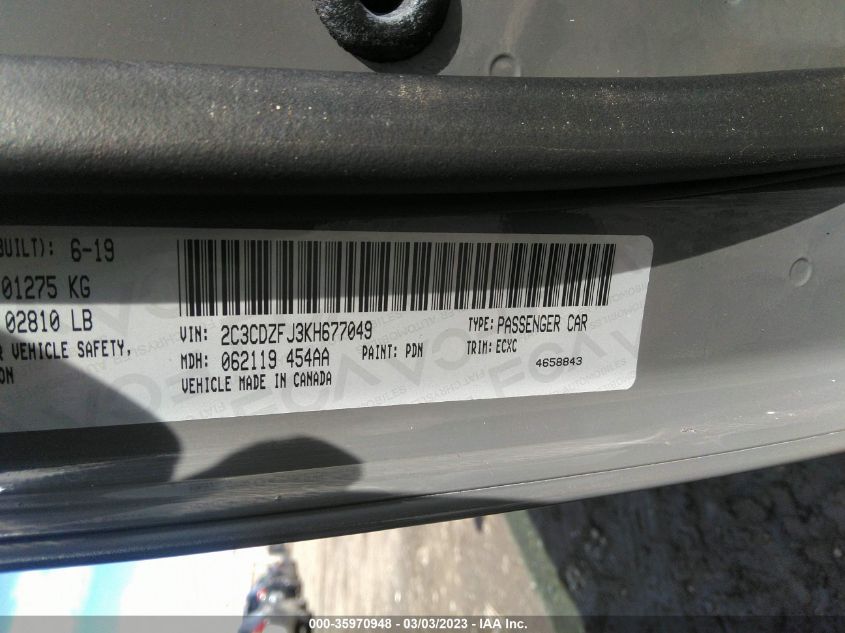 BUILT): 6-19
01275 KG
02810 LB
VEHICLE SAFETY,
ON
VIN: 2C3CDZFJ3KH677049
TYPE: PASSENGER CAR
MDH: 062119 454AA
PAINT: PDN
TRIM: ECXC
VEHICLE MADE IN CANADA
4658843
000-35970948 - 03/03/2023 - IAA Inc.